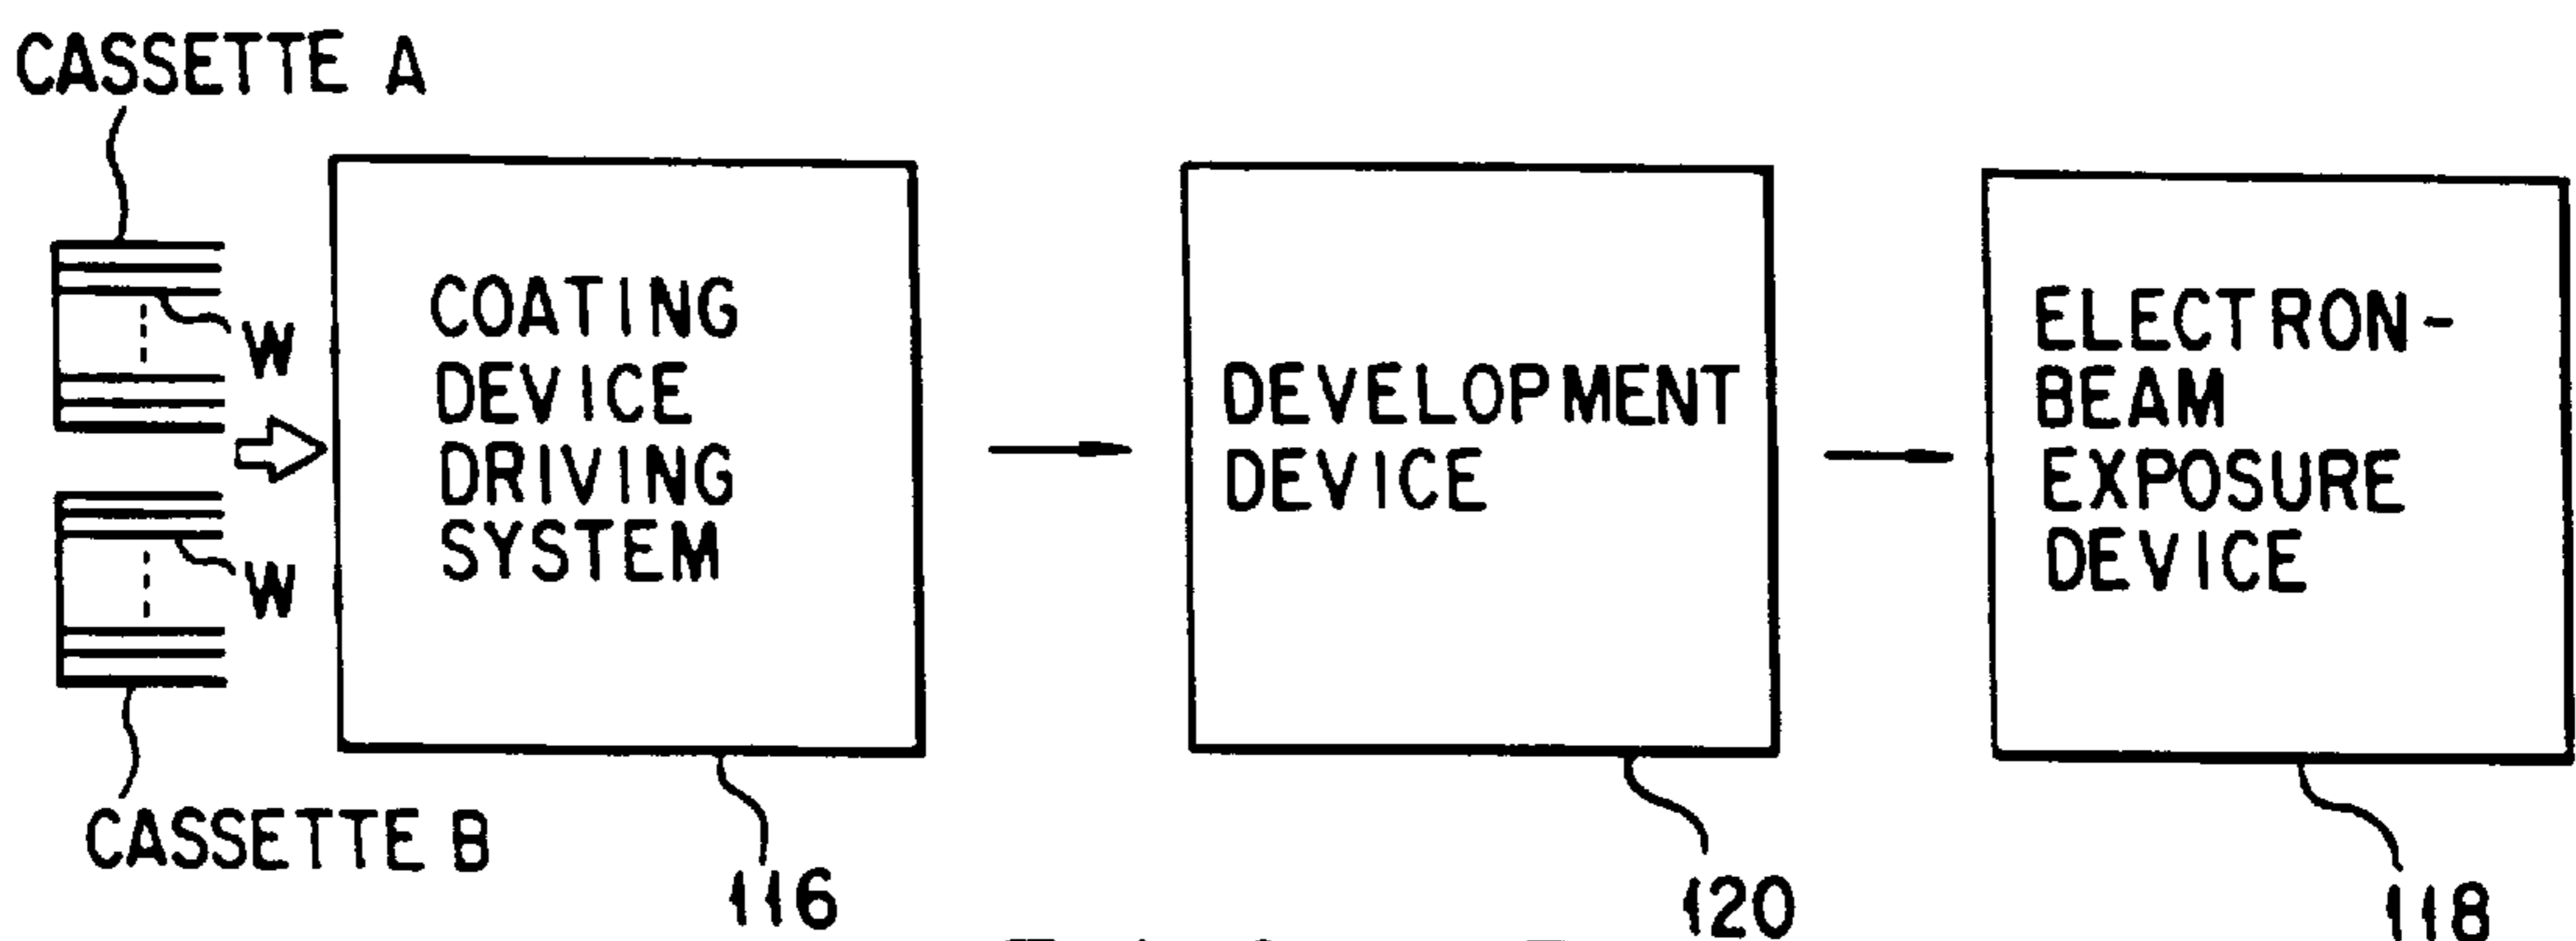 CASSETTE A
W
W
CASSETTE B
COATING
DEVICE
DRIVING
SYSTEM
116
DEVELOPMENT
DEVICE
120
ELECTRON-
BEAM
EXPOSURE
DEVICE
118